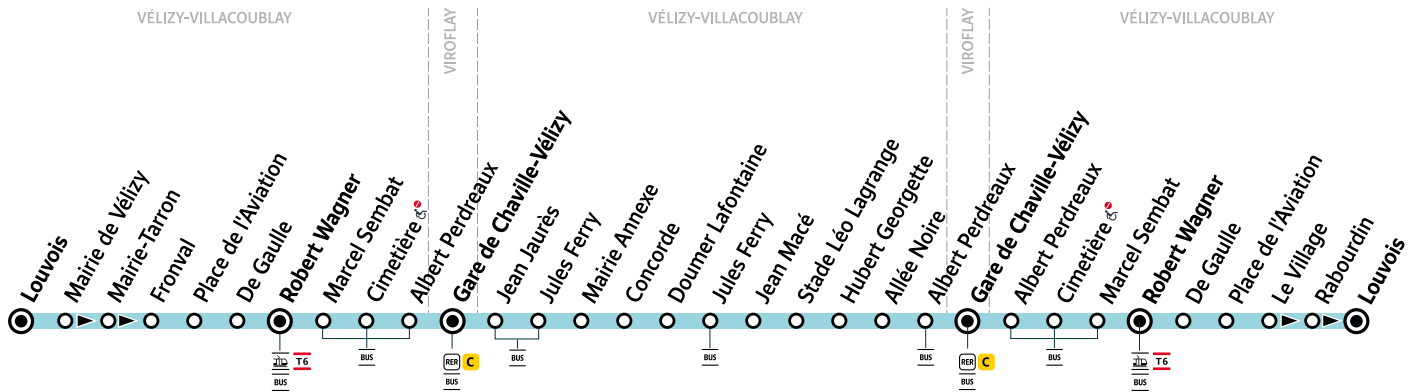 VÉLIZY-VILLACOUBLAY
VIROFLAY
VÉLIZY-VILLACOUBLAY
VIROFLAY
VÉLIZY-VILLACOUBLAY
Louvois
Mairie de Vélizy
Mairie-Tarron
Fronval
Place de l'Aviation
De Gaulle
Robert Wagner
Marcel Sembat
Cimetière
Albert Perdreaux
Gare de Chaville-Vélizy
Jean Jaurès
Jules Ferry
Mairie Annexe
Concorde
Doumer Lafontaine
Jules Ferry
Jean Macé
Stade Léo Lagrange
Hubert Georgette
Allée Noire
Albert Perdreaux
Gare de Chaville-Vélizy
Albert Perdreaux
Cimetière
Marcel Sembat
Robert Wagner
De Gaulle
Place de l'Aviation
Le Village
Rabourdin
Louvois
T6
BUS
BUS
RER C
BUS
BUS
BUS
BUS
RER C
BUS
BUS
T6
BUS